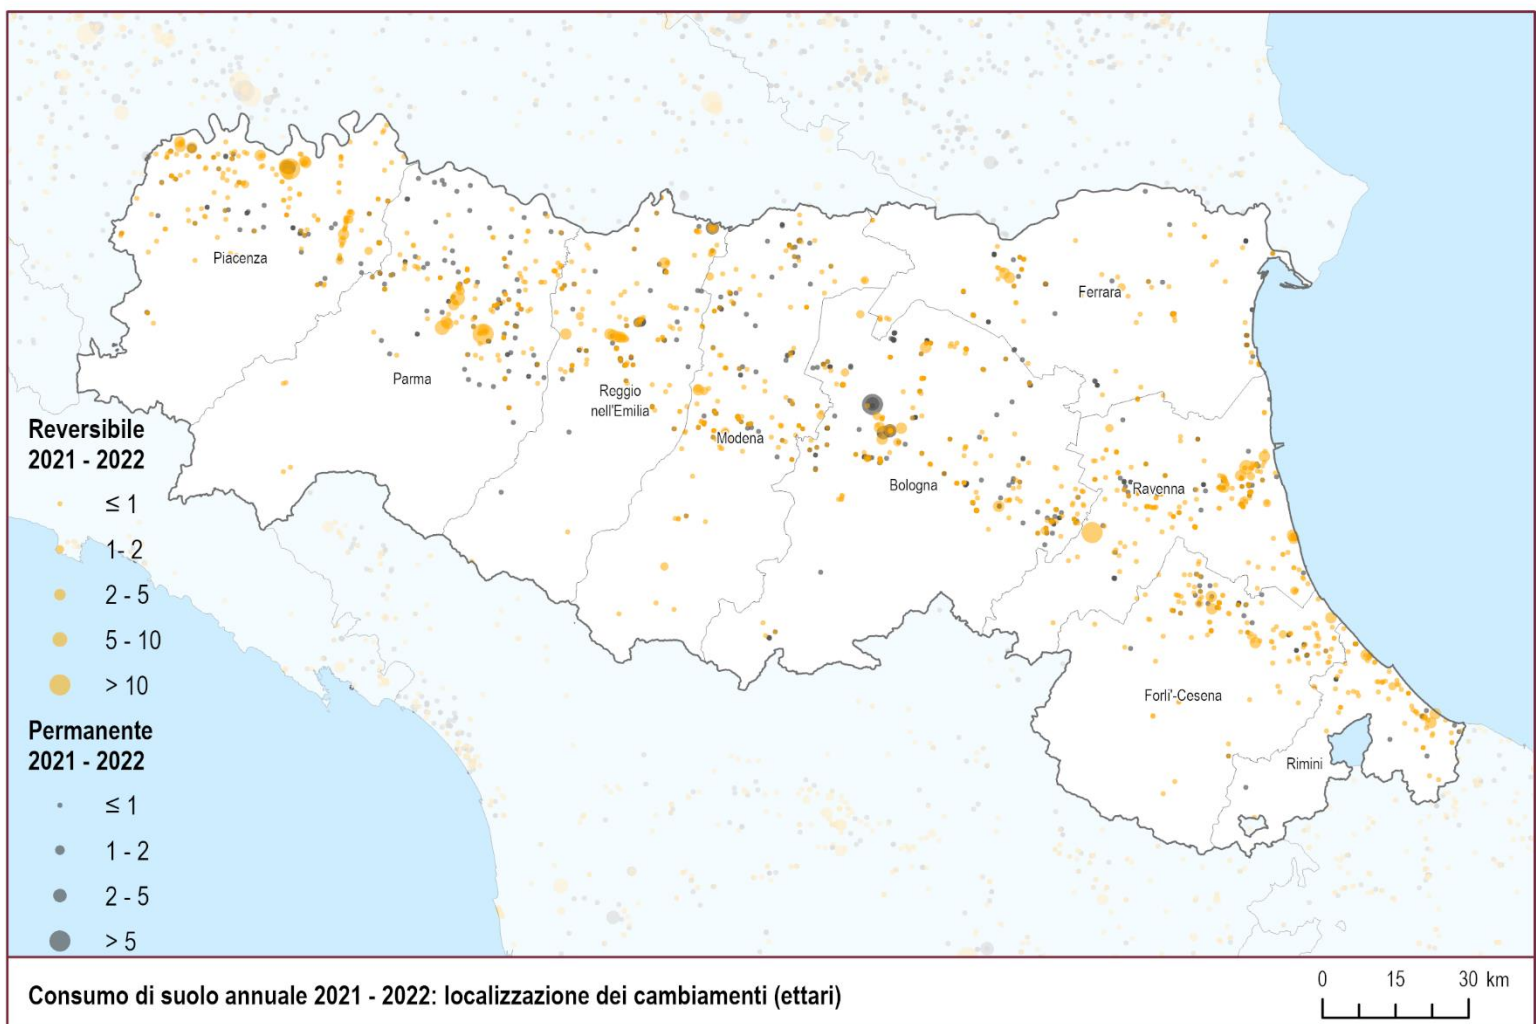 Piacenza
Parma
Reggio
nell'Emilia
Modena
Bologna
Ferrara
Ravenna
Forli'-Cesena
Rimini
Reversibile
2021 - 2022
≤ 1
1- 2
2 - 5
5 - 10
> 10
Permanente
2021 - 2022
≤ 1
1 - 2
2 - 5
> 5
Consumo di suolo annuale 2021 - 2022: localizzazione dei cambiamenti (ettari)
0 15 30 km